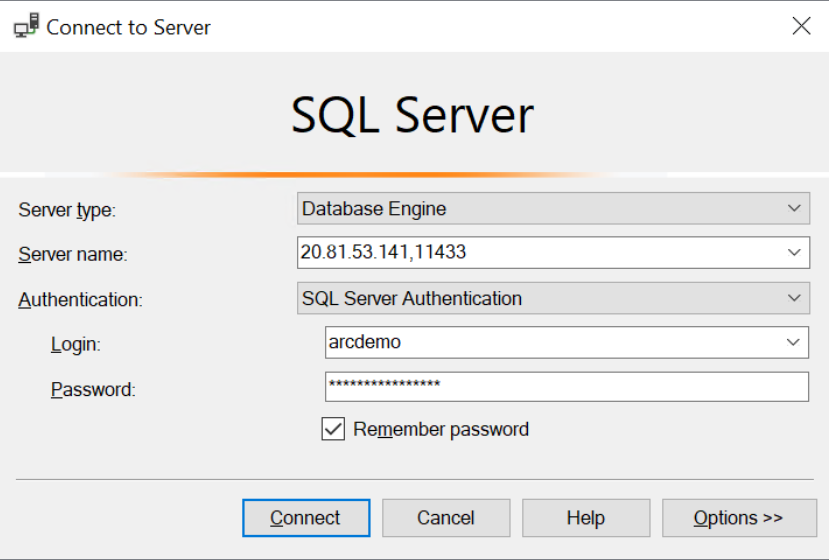 Connect to Server
SQL Server
Server type: Database Engine
Server name: 20.81.53.141,11433
Authentication: SQL Server Authentication
Login: arcdemo
Password: ****************
Remember password
Connect Cancel Help Options >>